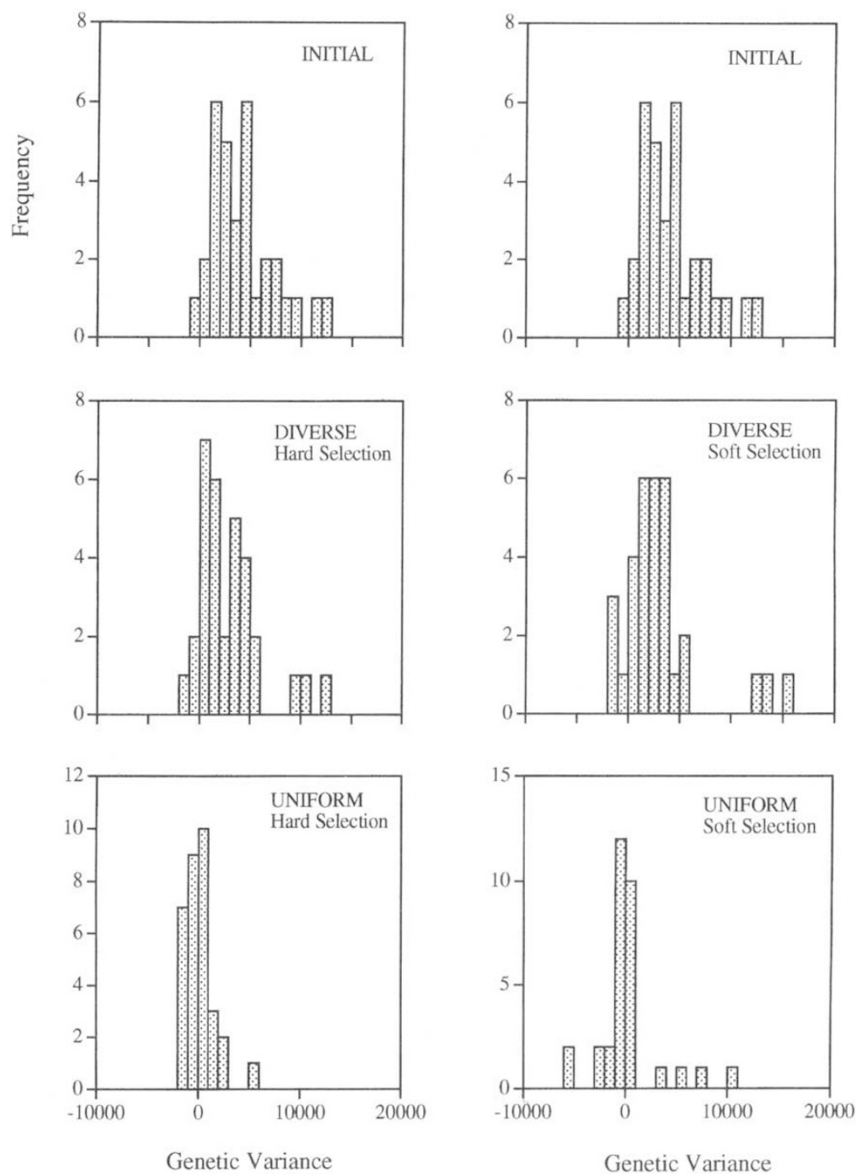 8
6
4
2
0
Frequency
INITIAL
8
6
4
2
0
INITIAL
8
6
4
2
0
DIVERSE
Hard Selection
8
6
4
2
0
DIVERSE
Soft Selection
12
10
8
6
4
2
0
UNIFORM
Hard Selection
-10000 0 10000 20000
Genetic Variance
15
10
5
0
UNIFORM
Soft Selection
-10000 0 10000 20000
Genetic Variance